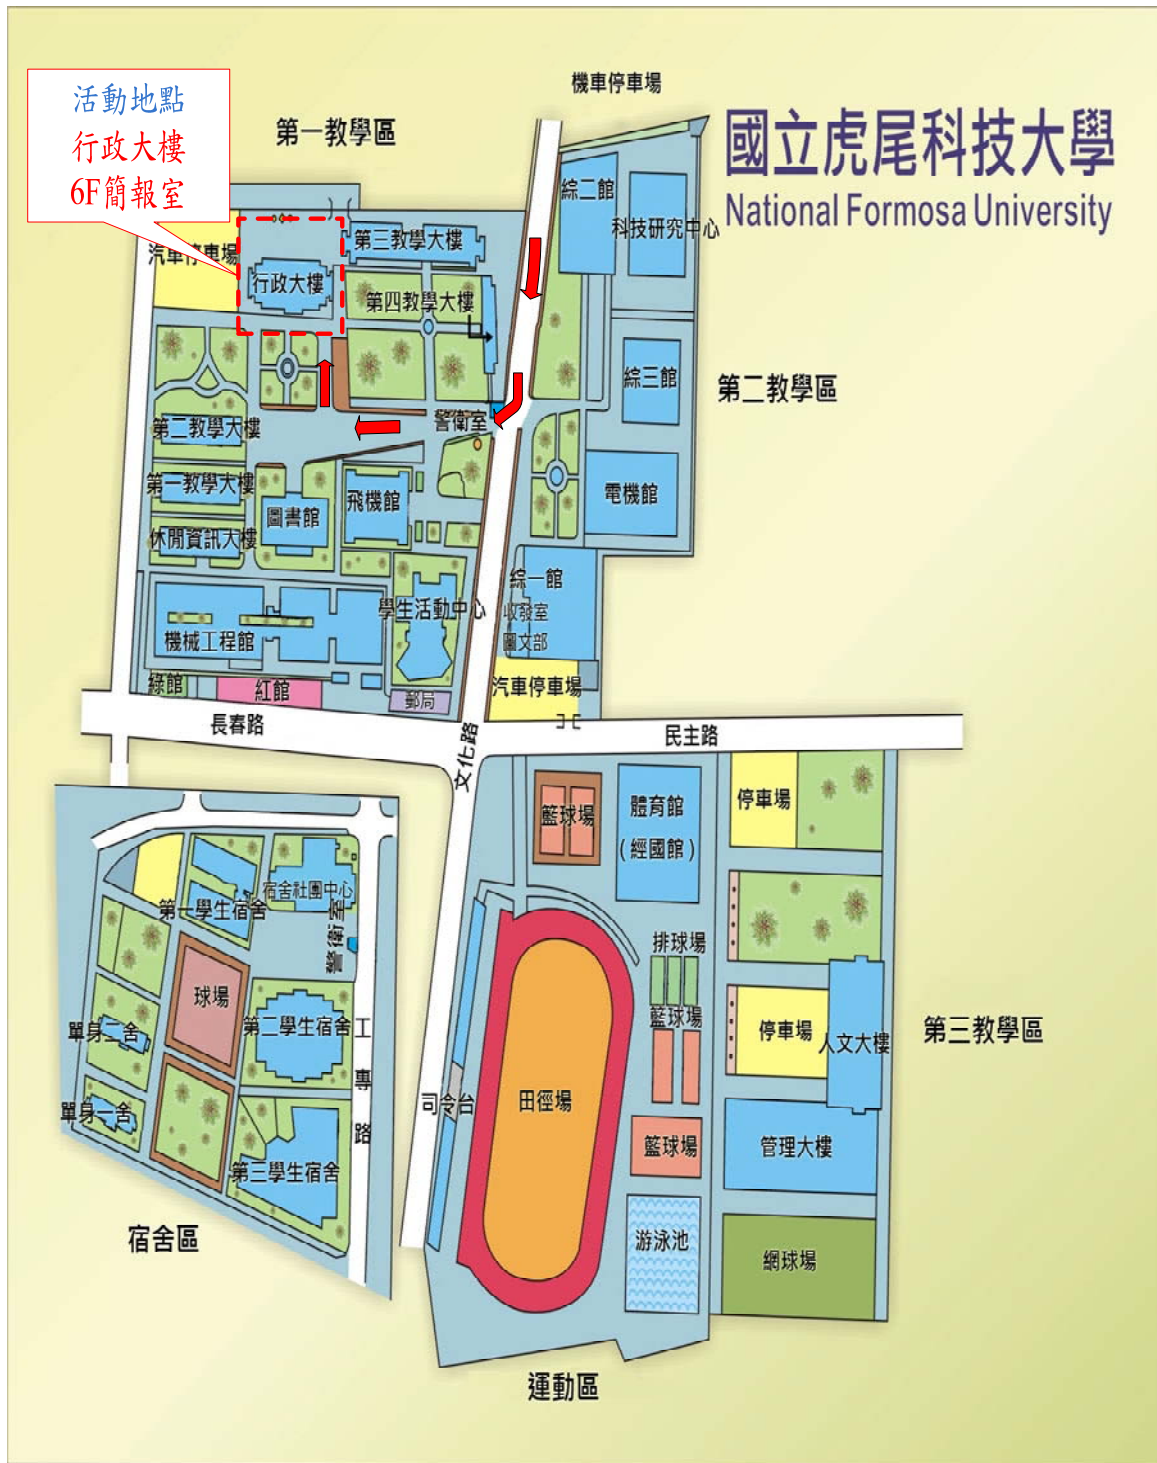 機車停車場
國立虎尾科技大學
National Formosa University
活動地點
行政大樓
6F簡報室
第一教學區
綜二館
科技研究中心
汽車停車場
第三教學大樓
行政大樓
第四教學大樓
綜三館
第二教學區
警衛室
第二教學大樓
第一教學大樓
圖書館
飛機館
電機館
休閒資訊大樓
綜一館
學生活動中心
收發室
圖文部
機械工程館
綠館
紅館
郵局
汽車停車場
長春路
文化路
民主路
籃球場
體育館
(經國館)
停車場
宿舍社團中心
第一學生宿舍
警衛室
排球場
球場
籃球場
第二學生宿舍
工專路
停車場
人文大樓
第三教學區
單身二舍
單身一舍
司令台
田徑場
籃球場
管理大樓
第三學生宿舍
宿舍區
游泳池
網球場
運動區